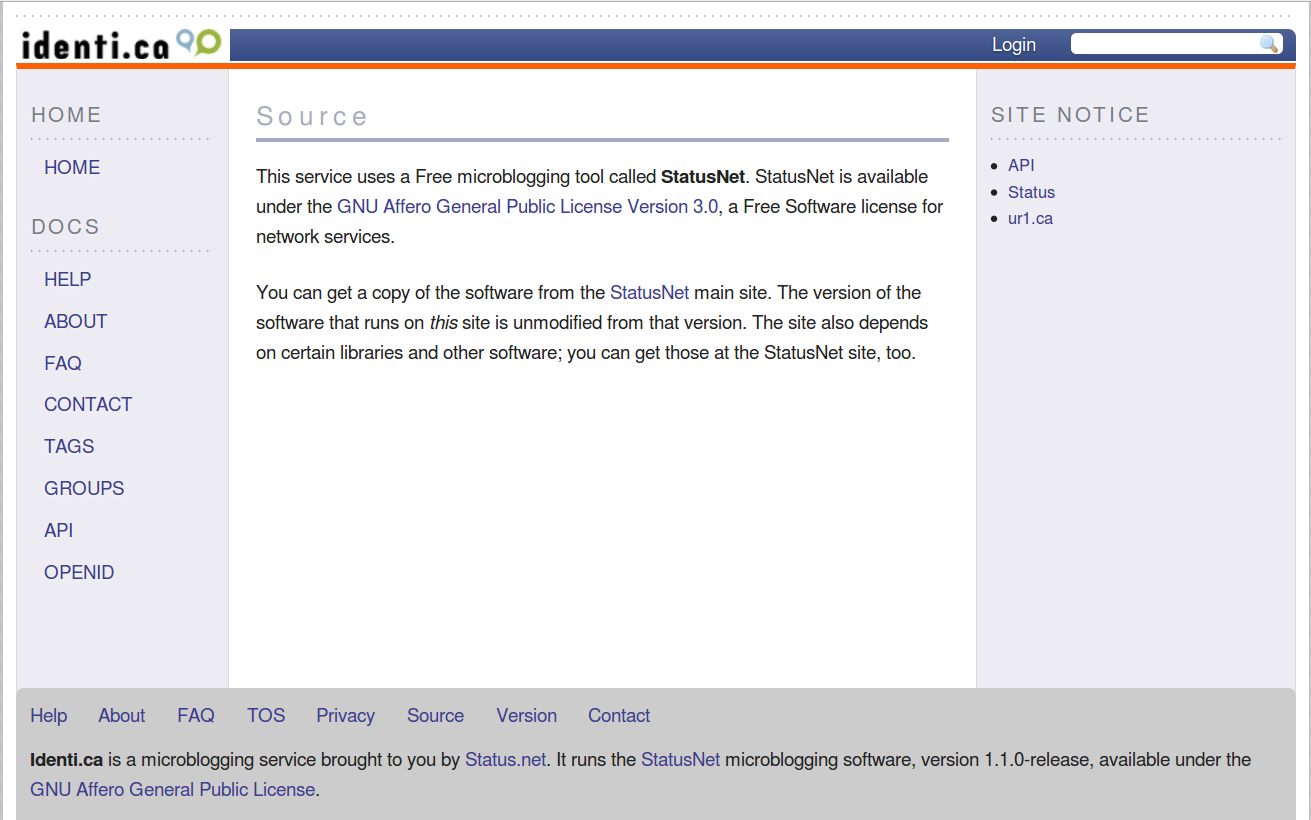 identi.ca
Login
HOME
HOME
DOCS
HELP
ABOUT
FAQ
CONTACT
TAGS
GROUPS
API
OPENID
Source
This service uses a Free microblogging tool called StatusNet. StatusNet is available
under the GNU Affero General Public License Version 3.0, a Free Software license for
network services.
You can get a copy of the software from the StatusNet main site. The version of the
software that runs on this site is unmodified from that version. The site also depends
on certain libraries and other software; you can get those at the StatusNet site, too.
SITE NOTICE
API
Status
ur1.ca
Help About FAQ TOS Privacy Source Version Contact
Identi.ca is a microblogging service brought to you by Status.net. It runs the StatusNet microblogging software, version 1.1.0-release, available under the
GNU Affero General Public License.